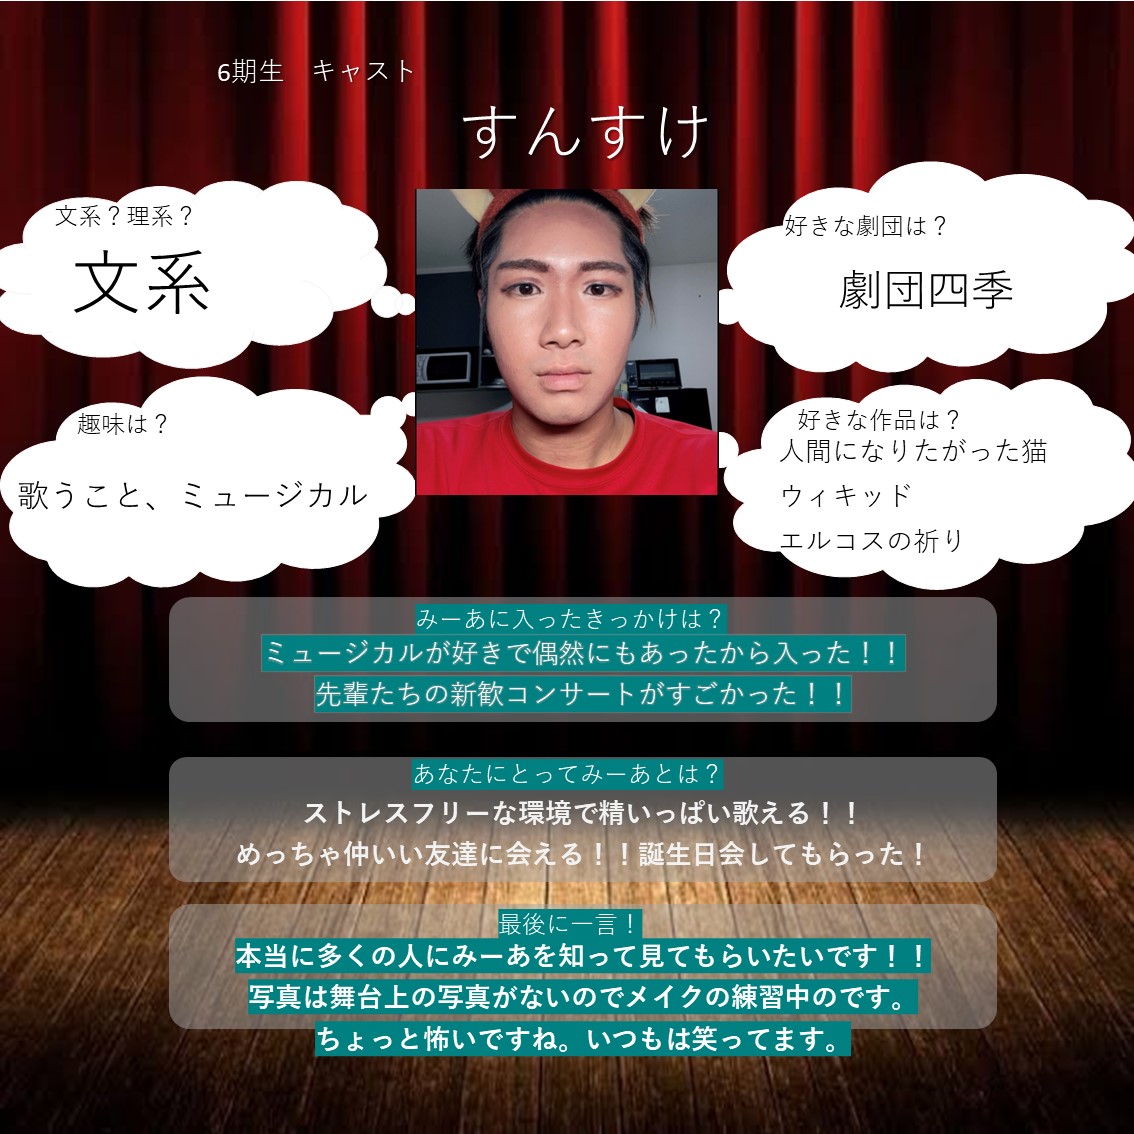 6期生　キャスト
すんすけ
文系？理系？
文系
好きな劇団は？
劇団四季
趣味は？
歌うこと、ミュージカル
好きな作品は？
人間になりたがった猫
ウィキッド
エルコスの祈り
みーあに入ったきっかけは？
ミュージカルが好きで偶然にもあったから入った！！
先輩たちの新歓コンサートがすごかった！！
あなたにとってみーあとは？
ストレスフリーな環境で精いっぱい歌える！！
めっちゃ仲いい友達に会える！！誕生日会してもらった！
最後に一言！
本当に多くの人にみーあを知って見てもらいたいです！！
写真は舞台上の写真がないのでメイクの練習中のです。
ちょっと怖いですね。いつもは笑ってます。